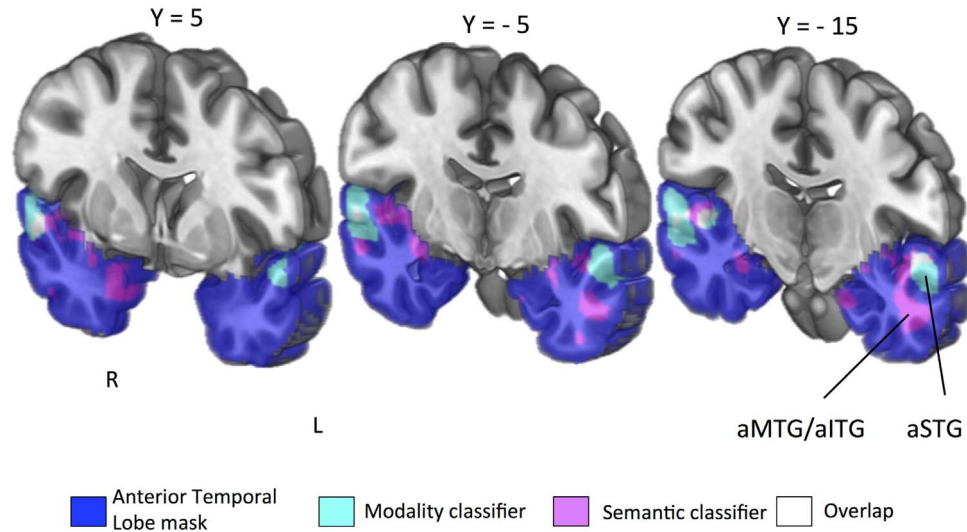 Y = 5
Y = - 5
Y = - 15
R
L
aMTG/aITG
aSTG
Anterior Temporal
Lobe mask
Modality classifier
Semantic classifier
Overlap